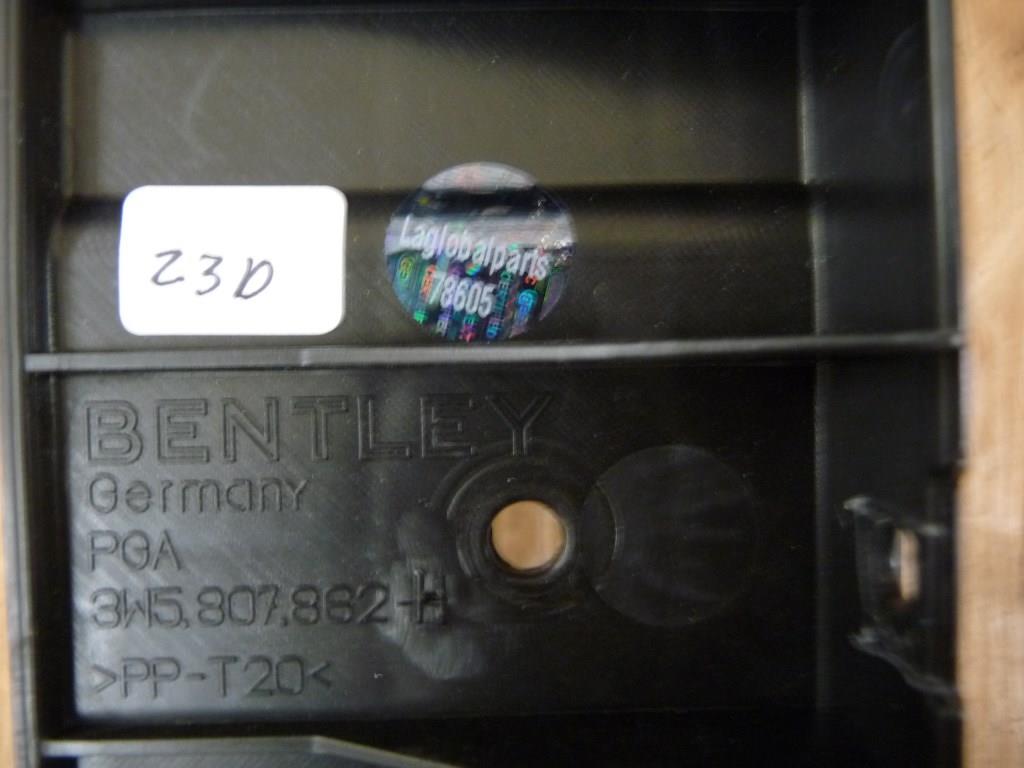 23D
Laglobalparts
78605
BENTLEY
Germany
PGA
3W5.807.862 H
>PP-T20<